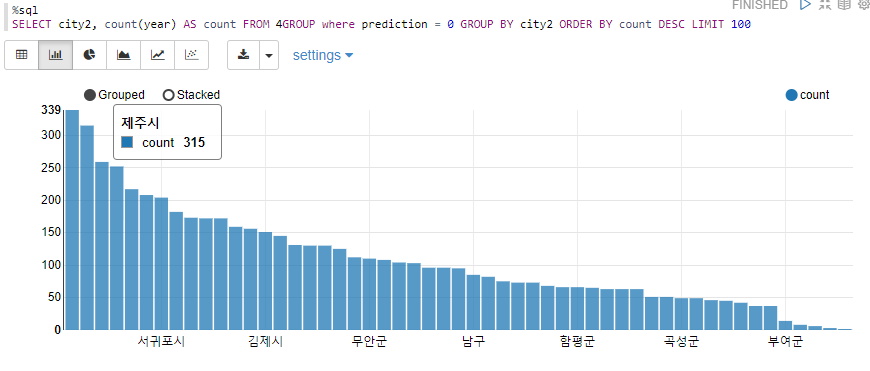 %sql
FINISHED
SELECT city2, count(year) AS count FROM 4GROUP where prediction = 0 GROUP BY city2 ORDER BY count DESC LIMIT 100
settings
Grouped Stacked
count
제주시
count 315
339
300
250
200
150
100
50
0
서귀포시 김제시 무안군 남구 함평군 곡성군 부여군